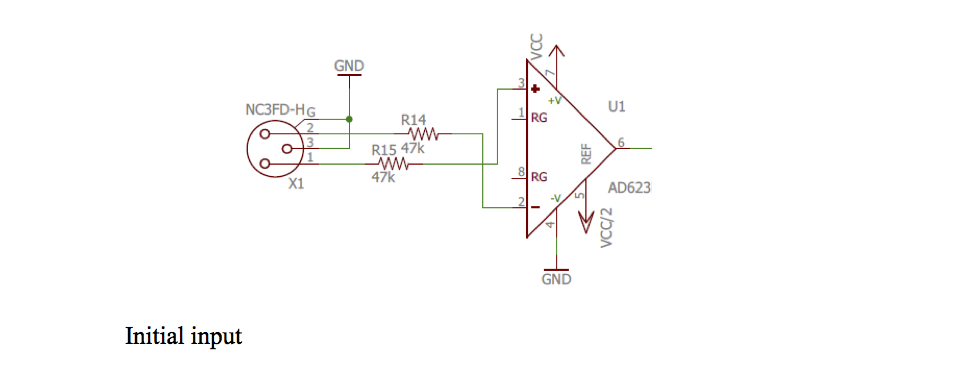 VCC
GND
7
3
+V
NC3FD-H G
1
RG
U1
R14
2
3
R15 47k
6
1
REF
47k
8
RG
X1
AD623
-V
5
2
4
VCC/2
GND
Initial input